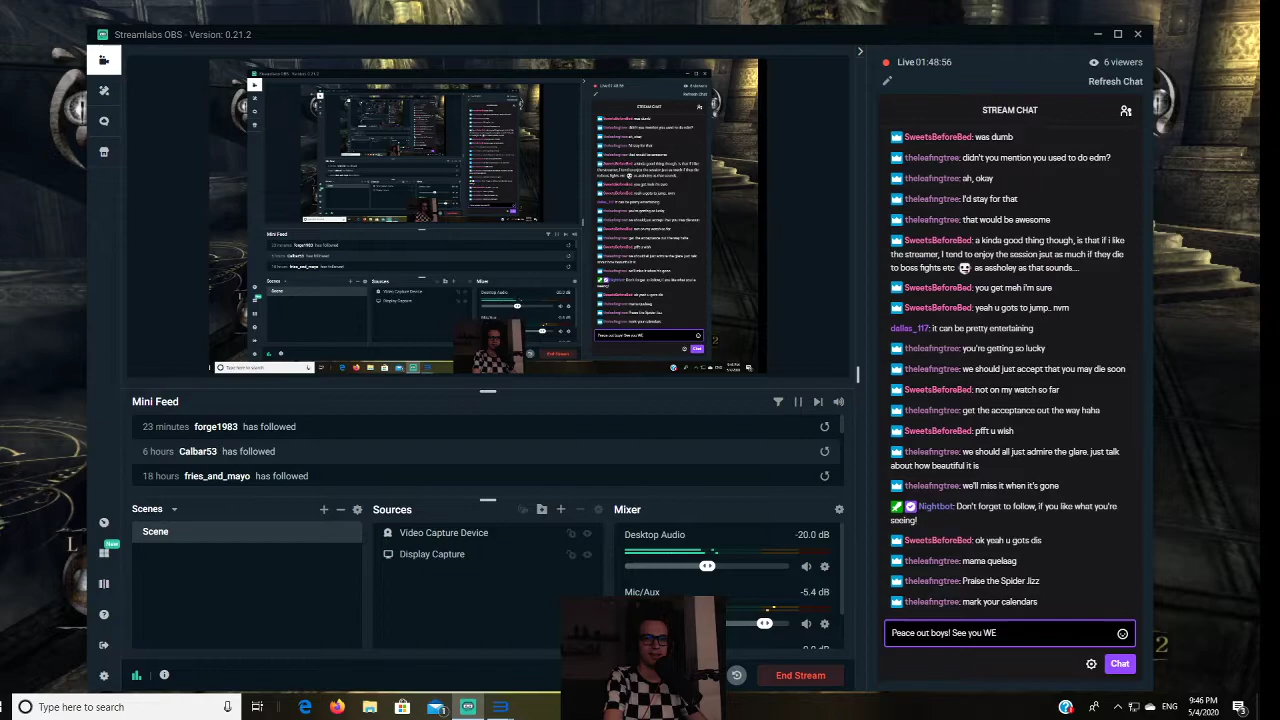 Streamlabs OBS - Version: 0.21.2
Live 01:48:56
6 viewers
Refresh Chat
STREAM CHAT
SweetsBeforeBed: was dumb
theleafingtree: didn't you mention you used to do edm?
theleafingtree: ah, okay
theleafingtree: I'd stay for that
theleafingtree: that would be awesome
SweetsBeforeBed: a kinda good thing though, is that if i like
the streamer, I tend to enjoy the session jsut as much if they die
to boss fights etc as assholey as that sounds....
SweetsBeforeBed: you get meh i'm sure
SweetsBeforeBed: yeah u gots to jump.. nvm
dallas_117: it can be pretty entertaining
theleafingtree: you're getting so lucky
theleafingtree: we should just accept that you may die soon
SweetsBeforeBed: not on my watch so far
theleafingtree: get the acceptance out the way haha
SweetsBeforeBed: pfft u wish
theleafingtree: we should all just admire the glare. just talk
about how beautiful it is
theleafingtree: we'll miss it when it's gone
Nightbot: Don't forget to follow, if you like what you're
seeing!
SweetsBeforeBed: ok yeah u gots dis
theleafingtree: mama quelaag
theleafingtree: Praise the Spider Jizz
theleafingtree: mark your calendars
Peace out boys! See you WE
Chat
Mini Feed
23 minutes forge1983 has followed
6 hours Calbar53 has followed
18 hours fries_and_mayo has followed
Scenes
Scene
Sources
Video Capture Device
Display Capture
Mixer
Desktop Audio -20.0 dB
Mic/Aux -5.4 dB
New
End Stream
Type here to search
ENG
9:46 PM
5/4/2020